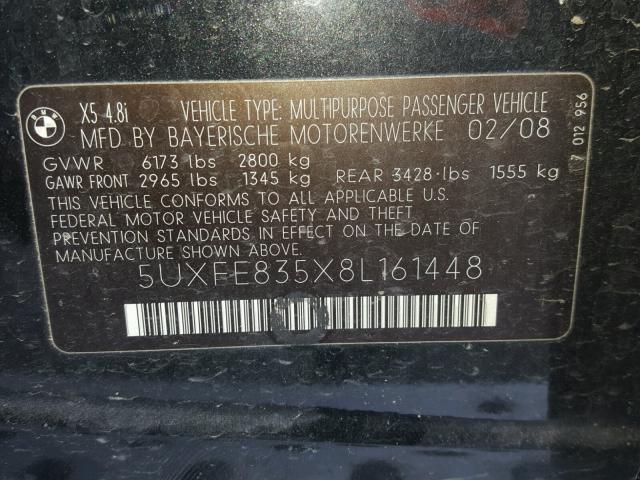 BMW X5 4.8i VEHICLE TYPE: MULTIPURPOSE PASSENGER VEHICLE
MFD BY BAYERISCHE MOTORENWERKE 02/08
GVWR 6173 lbs 2800 kg
GAWR FRONT 2965 lbs 1345 kg REAR 3428 lbs 1555 kg
THIS VEHICLE CONFORMS TO ALL APPLICABLE U.S.
FEDERAL MOTOR VEHICLE SAFETY AND THEFT
PREVENTION STANDARDS IN EFFECT ON THE DATE OF
MANUFACTURE SHOWN ABOVE.
5UXFE835X8L161448
7 012 956